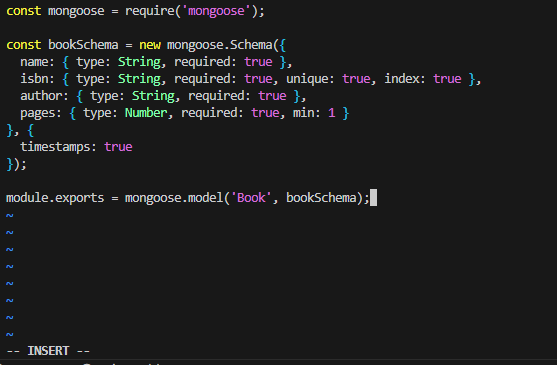 const mongoose = require('mongoose');

const bookSchema = new mongoose.Schema({
  name: { type: String, required: true },
  isbn: { type: String, required: true, unique: true, index: true },
  author: { type: String, required: true },
  pages: { type: Number, required: true, min: 1 }
}, {
  timestamps: true
});

module.exports = mongoose.model('Book', bookSchema);
~
~
~
~
~
~
~
~
-- INSERT --